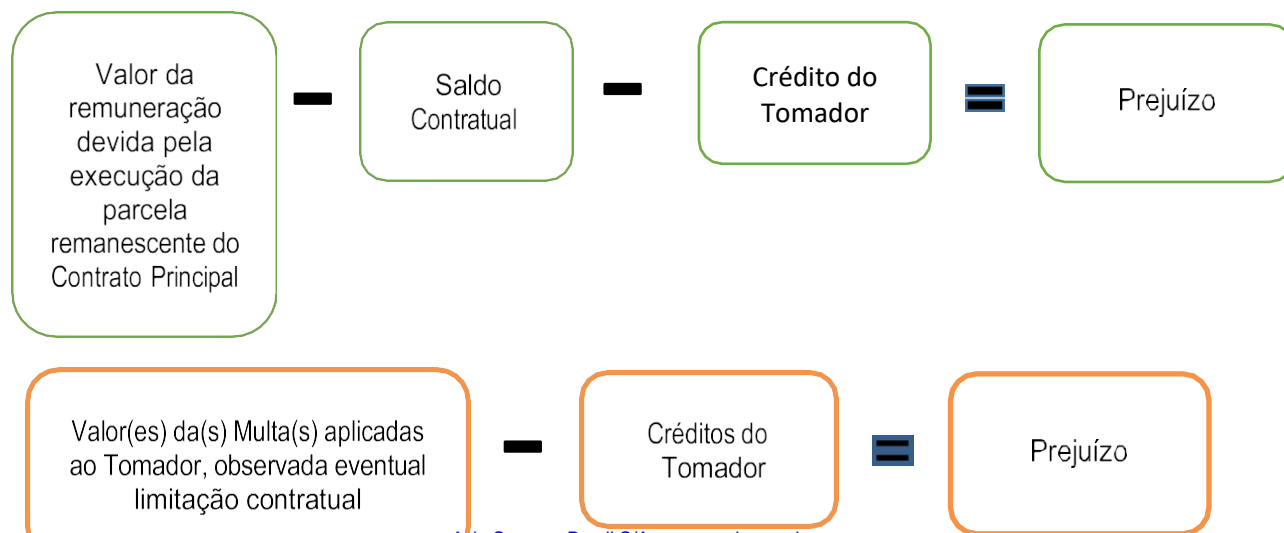 Valor da
remuneração
devida pela
execução da
parcela
remanescente do
Contrato Principal
Saldo
Contratual
Crédito do
Tomador
Prejuízo
Valor(es) da(s) Multa(s) aplicadas
ao Tomador, observada eventual
limitação contratual
Créditos do
Tomador
Prejuízo